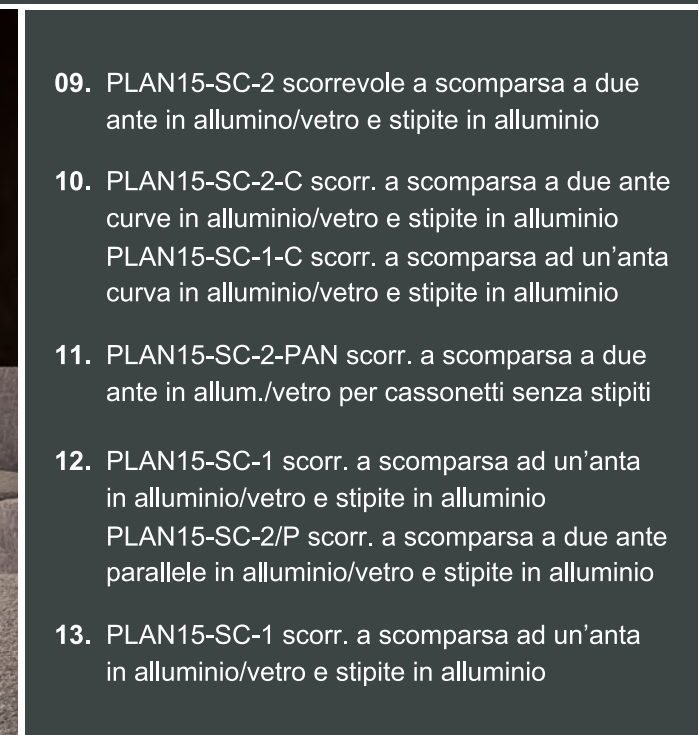 09. PLAN15-SC-2 scorrevole a scomparsa a due
ante in allumino/vetro e stipite in alluminio
10. PLAN15-SC-2-C scorr. a scomparsa a due ante
curve in alluminio/vetro e stipite in alluminio
PLAN15-SC-1-C scorr. a scomparsa ad un'anta
curva in alluminio/vetro e stipite in alluminio
11. PLAN15-SC-2-PAN scorr. a scomparsa a due
ante in allum./vetro per cassonetti senza stipiti
12. PLAN15-SC-1 scorr. a scomparsa ad un'anta
in alluminio/vetro e stipite in alluminio
PLAN15-SC-2/P scorr. a scomparsa a due ante
parallele in alluminio/vetro e stipite in alluminio
13. PLAN15-SC-1 scorr. a scomparsa ad un'anta
in alluminio/vetro e stipite in alluminio